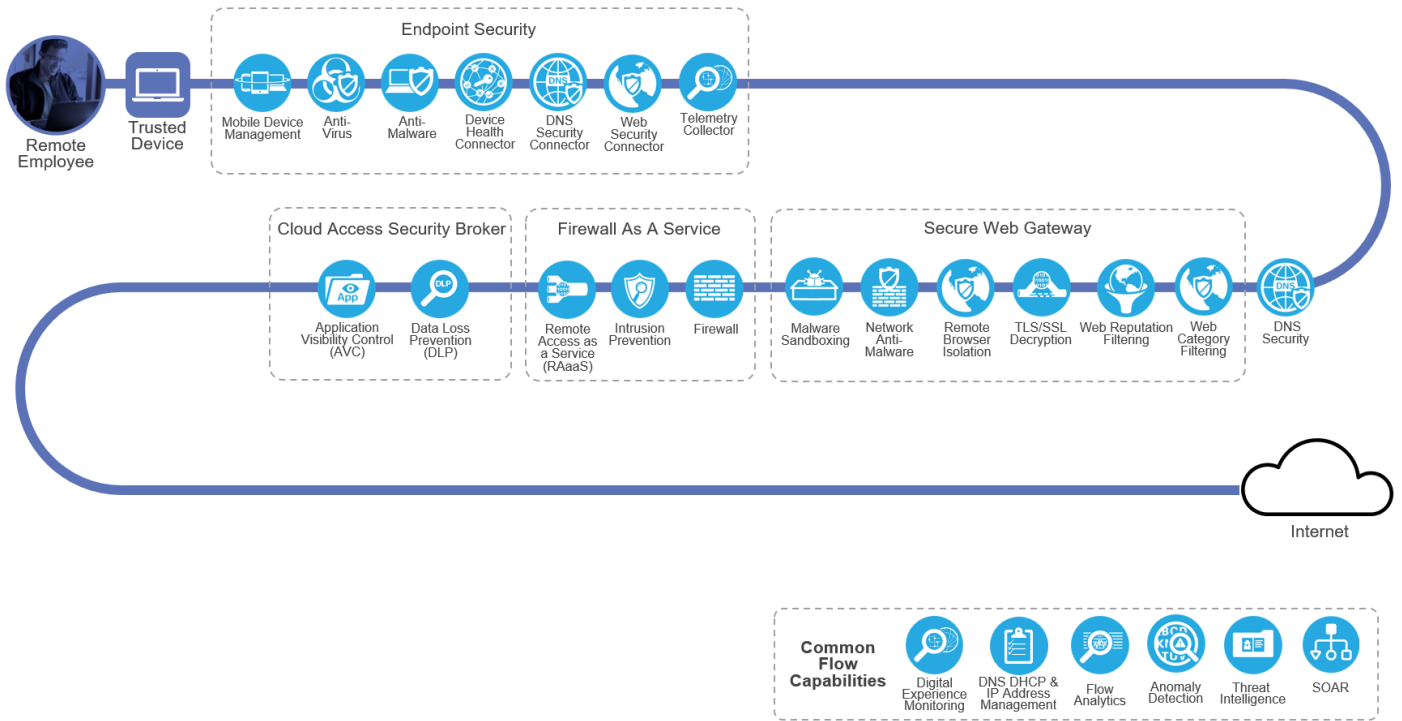 Endpoint Security
Remote
Employee
Trusted
Device
Mobile Device
Management
Anti-
Virus
Anti-
Malware
Device
Health
Connector
DNS
DNS
Security
Connector
Web
Security
Connector
Telemetry
Collector
Cloud Access Security Broker
App
Application
Visibility Control
(AVC)
DLP
Data Loss
Prevention
(DLP)
Firewall As A Service
Remote
Access as
a Service
(RAaaS)
Intrusion
Prevention
Firewall
Secure Web Gateway
Malware
Sandboxing
Network
Anti-
Malware
Remote
Browser
Isolation
TLS/SSL
Decryption
Web Reputation
Filtering
Web
Category
Filtering
DNS
DNS
Security
Internet
Common
Flow
Capabilities
Digital
Experience
Monitoring
DNS DHCP &
IP Address
Management
Flow
Analytics
Anomaly
Detection
Threat
Intelligence
SOAR